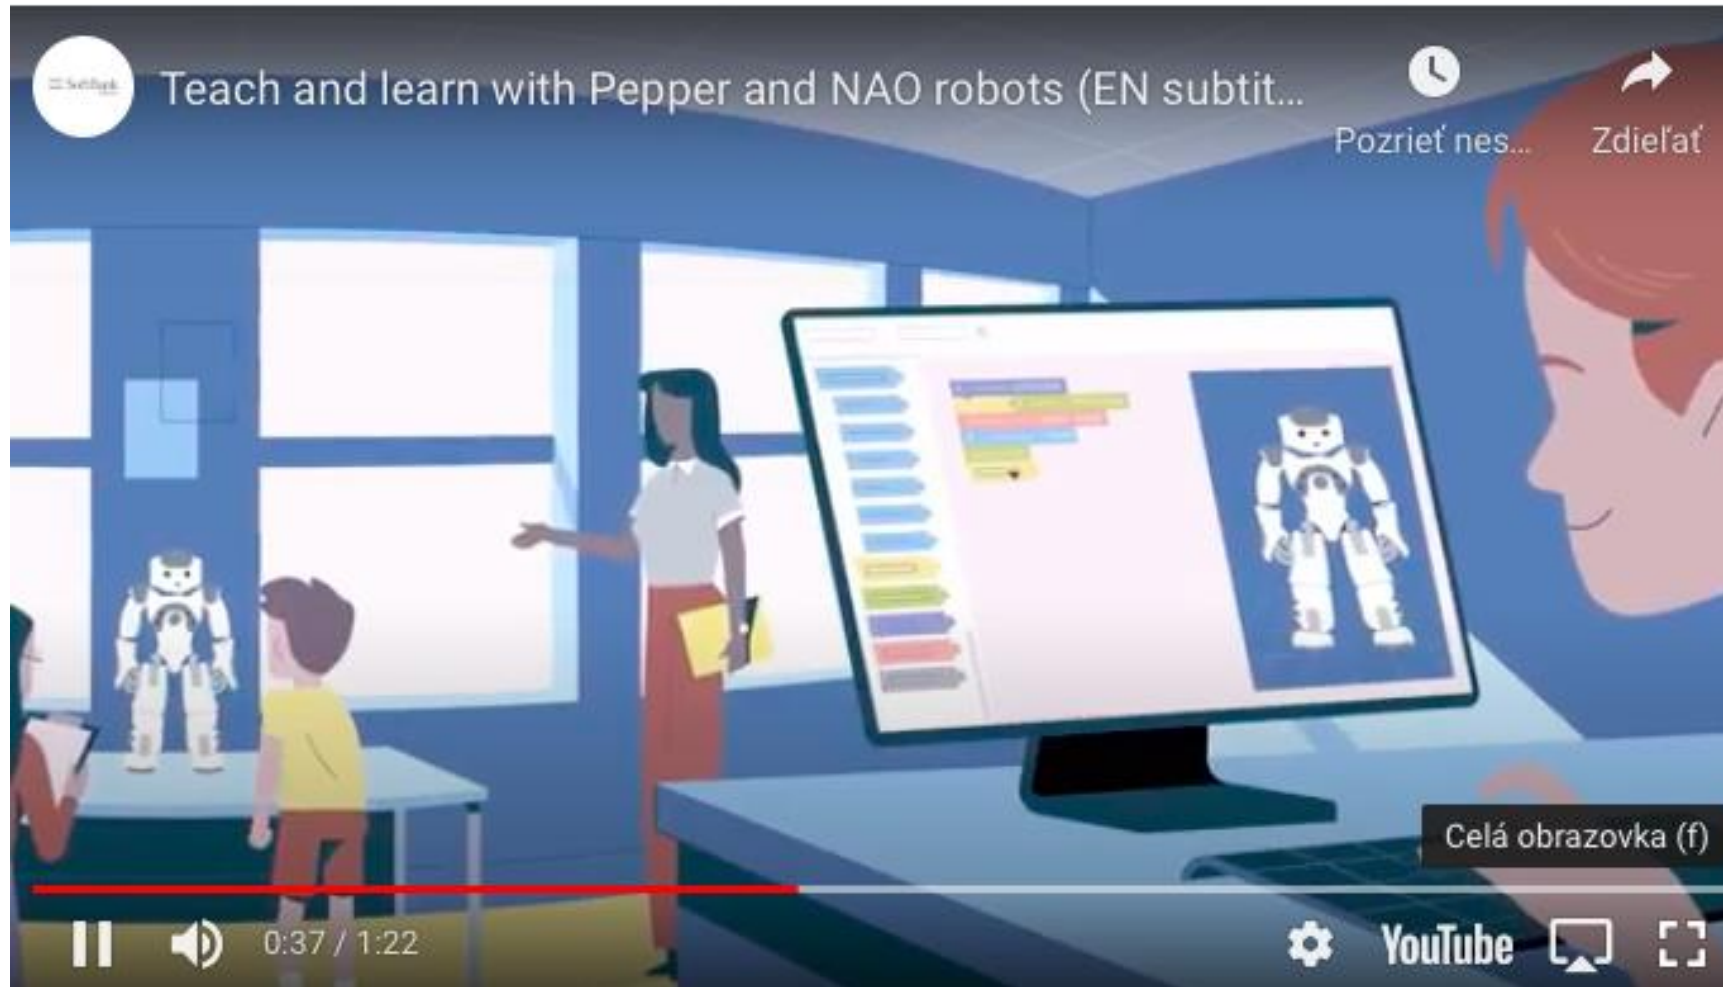 SoftBank
Teach and learn with Pepper and NAO robots (EN subtit...
Pozrieť nes...
Zdieľať
Celá obrazovka (f)
0:37 / 1:22
YouTube